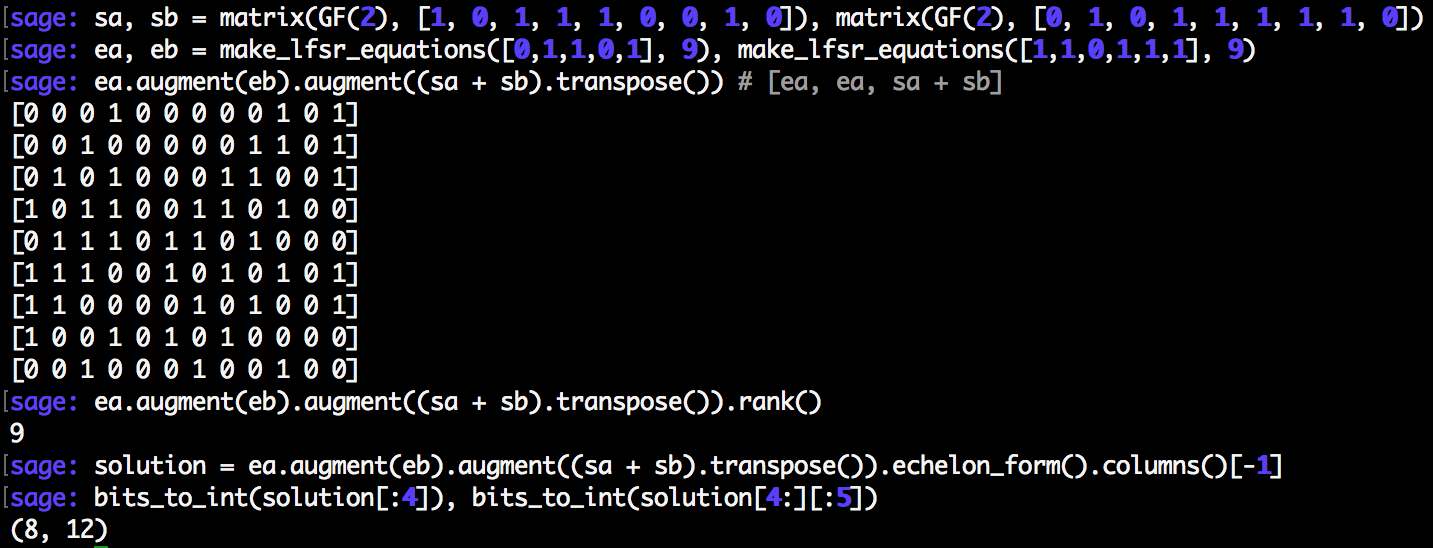 sage: sa, sb = matrix(GF(2), [1, 0, 1, 1, 1, 0, 0, 1, 0]), matrix(GF(2), [0, 1, 0, 1, 1, 1, 1, 1, 0])
sage: ea, eb = make_lfsr_equations([0,1,1,0,1], 9), make_lfsr_equations([1,1,0,1,1,1], 9)
sage: ea.augment(eb).augment((sa + sb).transpose()) # [ea, ea, sa + sb]
[0 0 0 1 0 0 0 0 0 1 0 1]
[0 0 1 0 0 0 0 0 1 1 0 1]
[0 1 0 1 0 0 0 1 1 0 0 1]
[1 0 1 1 0 0 1 1 0 1 0 0]
[0 1 1 1 0 1 1 0 1 0 0 0]
[1 1 1 0 0 1 0 1 0 1 0 1]
[1 1 0 0 0 0 1 0 1 0 0 1]
[1 0 0 1 0 1 0 1 0 0 0 0]
[0 0 1 0 0 0 1 0 0 1 0 0]
sage: ea.augment(eb).augment((sa + sb).transpose()).rank()
9
sage: solution = ea.augment(eb).augment((sa + sb).transpose()).echelon_form().columns()[-1]
sage: bits_to_int(solution[:4]), bits_to_int(solution[4:][:5])
(8, 12)